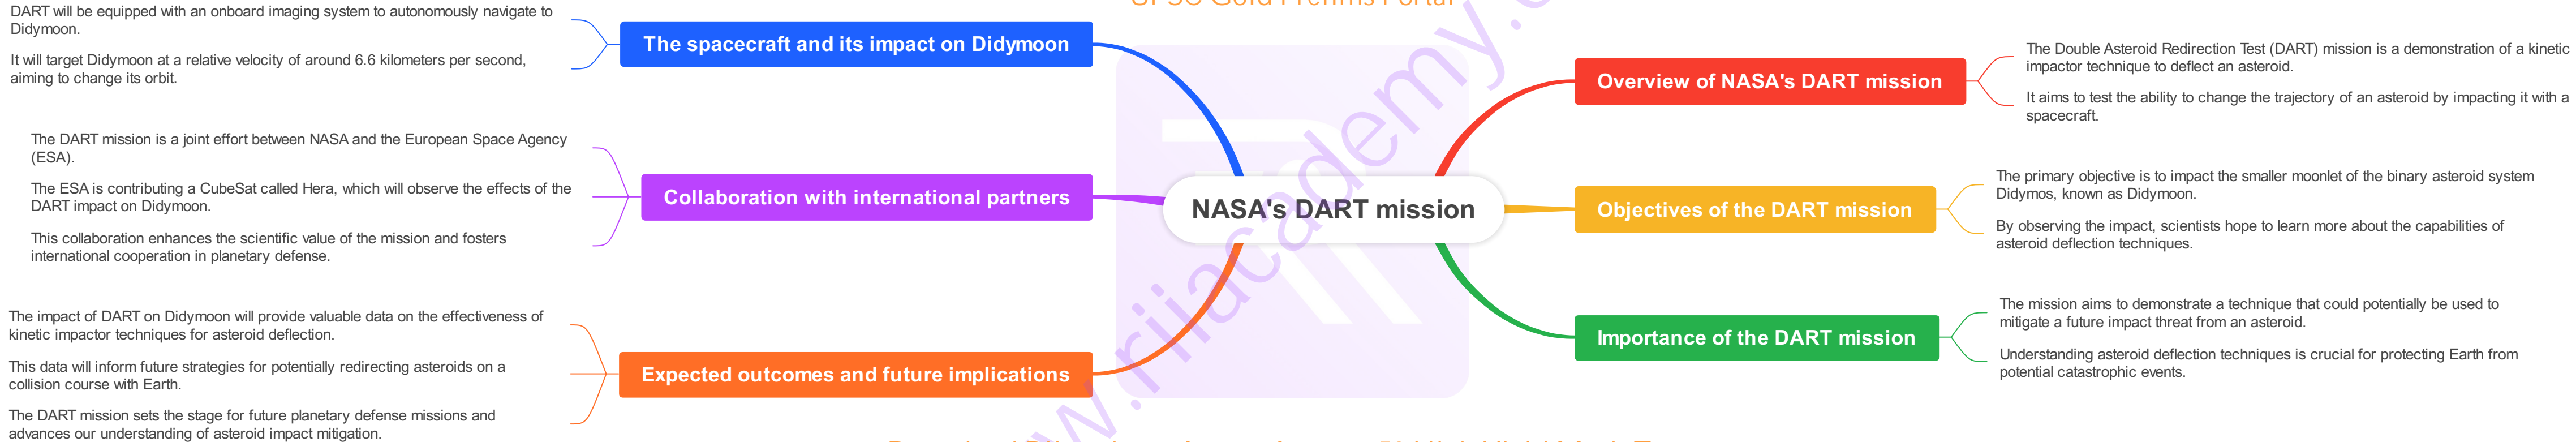 DART will be equipped with an onboard imaging system to autonomously navigate to
Didymoon.
It will target Didymoon at a relative velocity of around 6.6 kilometers per second,
aiming to change its orbit.
The spacecraft and its impact on Didymoon
The DART mission is a joint effort between NASA and the European Space Agency
(ESA).
The ESA is contributing a CubeSat called Hera, which will observe the effects of the
DART impact on Didymoon.
This collaboration enhances the scientific value of the mission and fosters
international cooperation in planetary defense.
Collaboration with international partners
The impact of DART on Didymoon will provide valuable data on the effectiveness of
kinetic impactor techniques for asteroid deflection.
This data will inform future strategies for potentially redirecting asteroids on a
collision course with Earth.
The DART mission sets the stage for future planetary defense missions and
advances our understanding of asteroid impact mitigation.
Expected outcomes and future implications
NASA's DART mission
Overview of NASA's DART mission
The Double Asteroid Redirection Test (DART) mission is a demonstration of a kinetic
impactor technique to deflect an asteroid.
It aims to test the ability to change the trajectory of an asteroid by impacting it with a
spacecraft.
Objectives of the DART mission
The primary objective is to impact the smaller moonlet of the binary asteroid system
Didymos, known as Didymoon.
By observing the impact, scientists hope to learn more about the capabilities of
asteroid deflection techniques.
Importance of the DART mission
The mission aims to demonstrate a technique that could potentially be used to
mitigate a future impact threat from an asteroid.
Understanding asteroid deflection techniques is crucial for protecting Earth from
potential catastrophic events.
UPSC Gold Prelims Portal